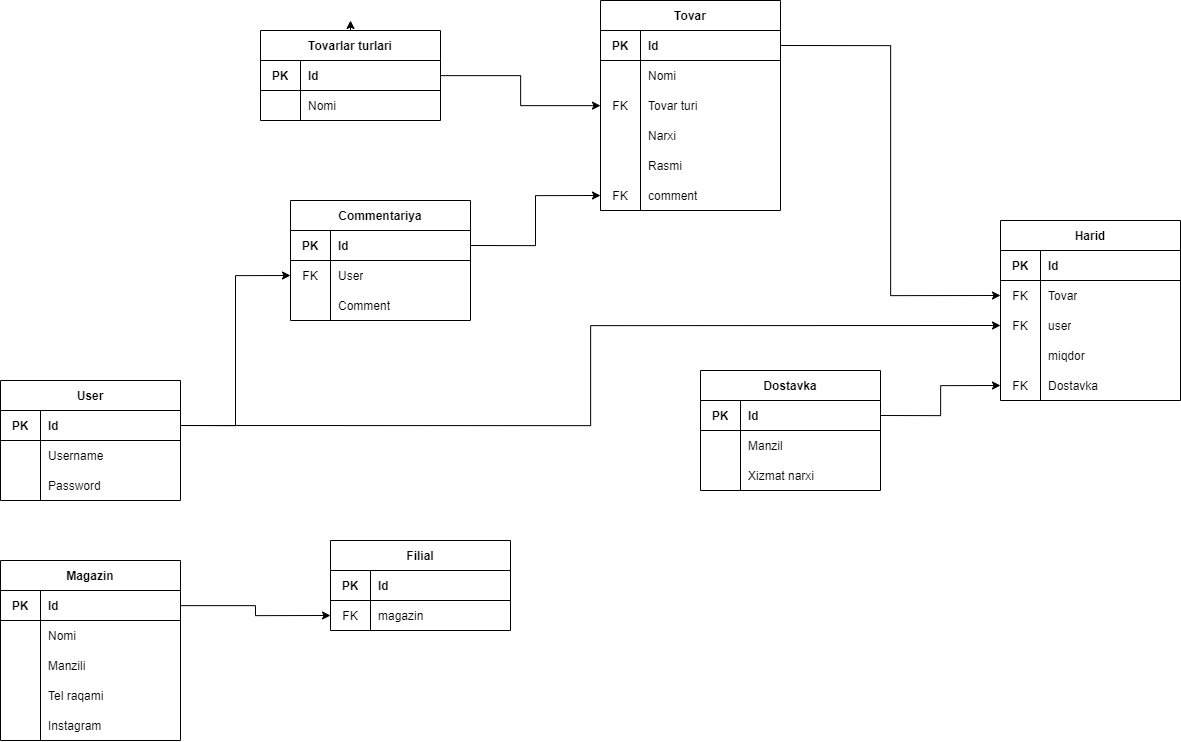 Tovarlar turlari
PK Id
Nomi
Tovar
PK Id
Nomi
FK Tovar turi
Narxi
Rasmi
FK comment
Commentariya
PK Id
FK User
Comment
Harid
PK Id
FK Tovar
FK user
miqdor
FK Dostavka
User
PK Id
Username
Password
Dostavka
PK Id
Manzil
Xizmat narxi
Magazin
PK Id
Nomi
Manzili
Tel raqami
Instagram
Filial
PK Id
FK magazin